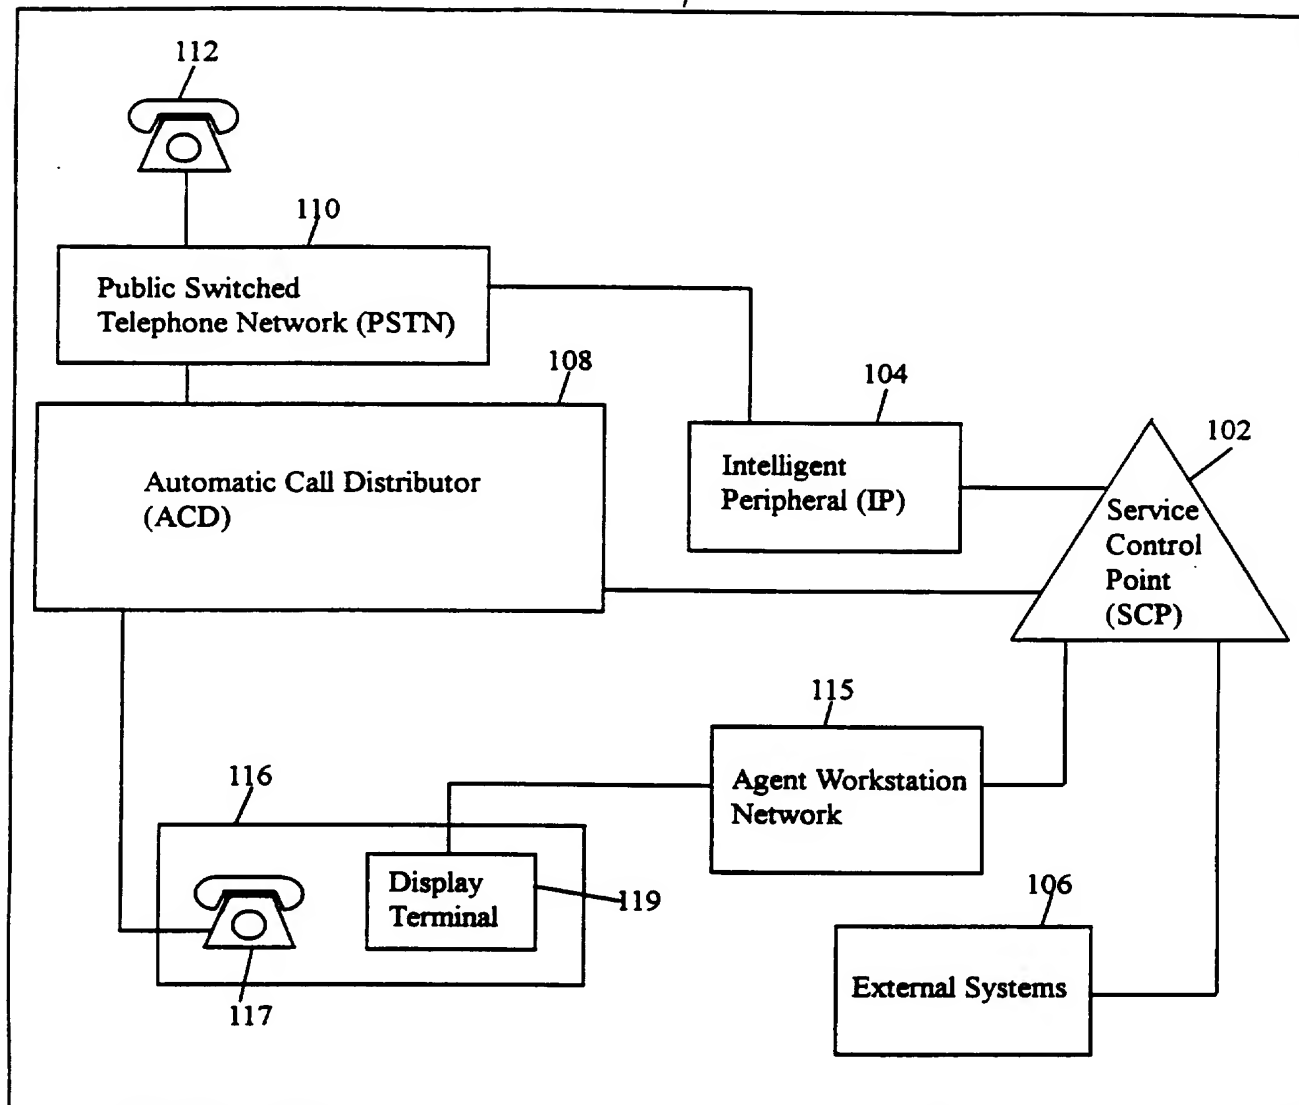 112
110
Public Switched
Telephone Network (PSTN)
108
104
102
Automatic Call Distributor
(ACD)
Intelligent
Peripheral (IP)
Service
Control
Point
(SCP)
115
116
Agent Workstation
Network
Display
Terminal
119
106
External Systems
117